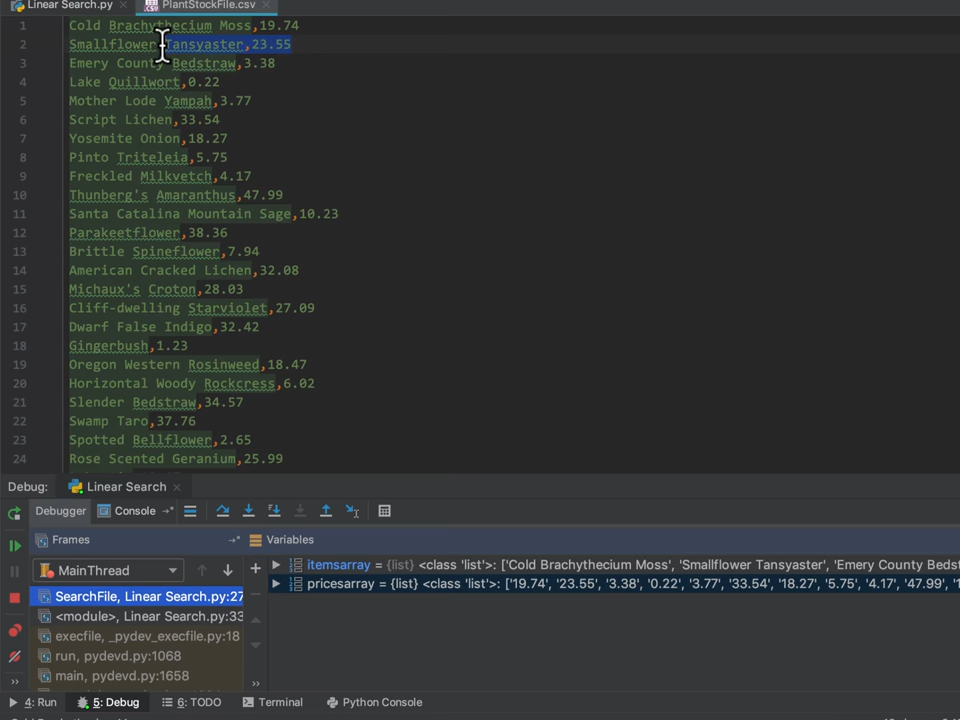 Linear Search.py
PlantStockFile.csv
1 Cold Brachythecium Moss,19.74
2 Smallflower Tansyaster,23.55
3 Emery County Bedstraw,3.38
4 Lake Quillwort,0.22
5 Mother Lode Yampah,3.77
6 Script Lichen,33.54
7 Yosemite Onion,18.27
8 Pinto Triteleia,5.75
9 Freckled Milkvetch,4.17
10 Thunberg's Amaranthus,47.99
11 Santa Catalina Mountain Sage,10.23
12 Parakeetflower,38.36
13 Brittle Spineflower,7.94
14 American Cracked Lichen,32.08
15 Michaux's Croton,28.03
16 Cliff-dwelling Starviolet,27.09
17 Dwarf False Indigo,32.42
18 Gingerbush,1.23
19 Oregon Western Rosinweed,18.47
20 Horizontal Woody Rockcress,6.02
21 Slender Bedstraw,34.57
22 Swamp Taro,37.76
23 Spotted Bellflower,2.65
24 Rose Scented Geranium,25.99
Debug: Linear Search
Debugger Console
Frames Variables
MainThread
itemsarray = {list} <class 'list'>: ['Cold Brachythecium Moss', 'Smallflower Tansyaster', 'Emery County Bedst
pricesarray = {list} <class 'list'>: ['19.74', '23.55', '3.38', '0.22', '3.77', '33.54', '18.27', '5.75', '4.17', '47.99', '1
SearchFile, Linear Search.py:27
<module>, Linear Search.py:33
execfile, _pydev_execfile.py:18
run, pydevd.py:1068
main, pydevd.py:1658
4: Run 5: Debug 6: TODO Terminal Python Console